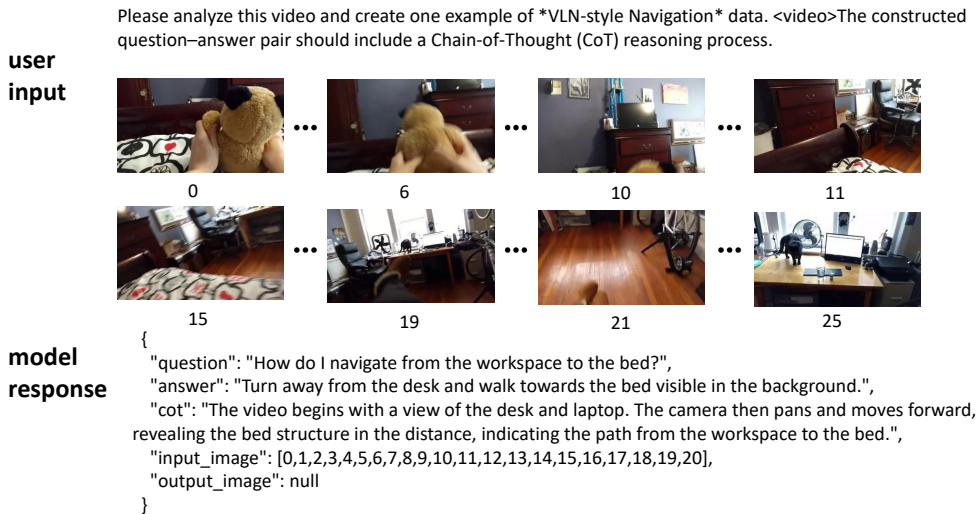 Please analyze this video and create one example of *VLN-style Navigation* data. <video>The constructed
question–answer pair should include a Chain-of-Thought (CoT) reasoning process.
user
input
•••
•••
•••
0
6
10
11
•••
•••
•••
15
19
21
25
model
response
{
"question": "How do I navigate from the workspace to the bed?",
"answer": "Turn away from the desk and walk towards the bed visible in the background.",
"cot": "The video begins with a view of the desk and laptop. The camera then pans and moves forward,
revealing the bed structure in the distance, indicating the path from the workspace to the bed.",
"input_image": [0,1,2,3,4,5,6,7,8,9,10,11,12,13,14,15,16,17,18,19,20],
"output_image": null
}